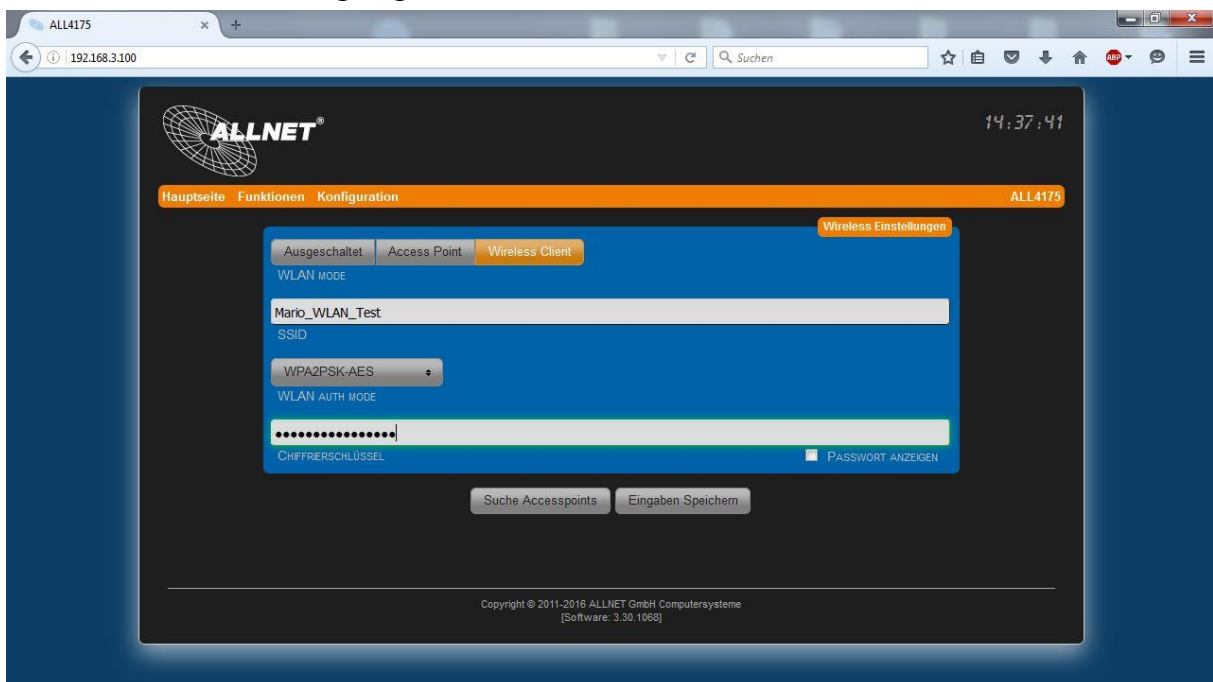 ALL4175
192.168.3.100
Suchen
ABP
ALLNET®
14:37:41
Hauptseite Funktionen Konfiguration ALL4175
Wireless Einstellungen
Ausgeschaltet Access Point Wireless Client
WLAN MODE
Mario_WLAN_Test
SSID
WPA2PSK-AES
WLAN AUTH MODE
••••••••••••••••
CHIFFRIERSCHLÜSSEL PASSWORT ANZEIGEN
Suche Accesspoints Eingaben Speichern
Copyright © 2011-2016 ALLNET GmbH Computersysteme
[Software: 3.30.1068]